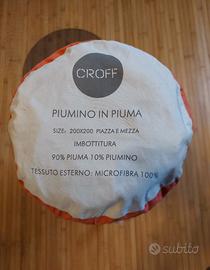 CROFF
PIUMINO IN PIUMA
SIZE: 200X200 PIAZZA E MEZZA
IMBOTTITURA
90% PIUMA 10% PIUMINO
TESSUTO ESTERNO: MICROFIBRA 100%
subito